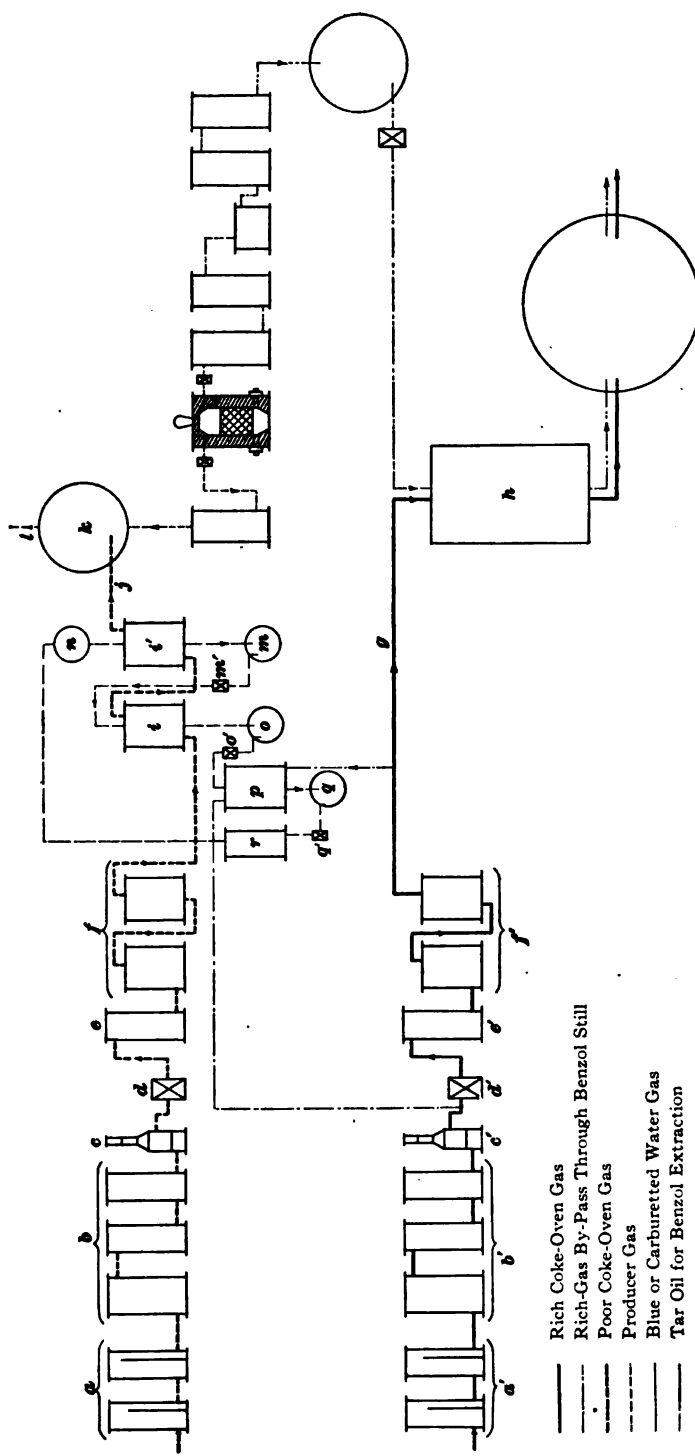 a
b
c
d
e
f
i
i'
j
k
l
m
m'
n
o
o'
p
q
q'
r
a'
b'
c'
d'
e'
f'
g
h
Rich Coke-Oven Gas
Rich-Gas By-Pass Through Benzol Still
Poor Coke-Oven Gas
Producer Gas
Blue or Carburetted Water Gas
Tar Oil for Benzol Extraction